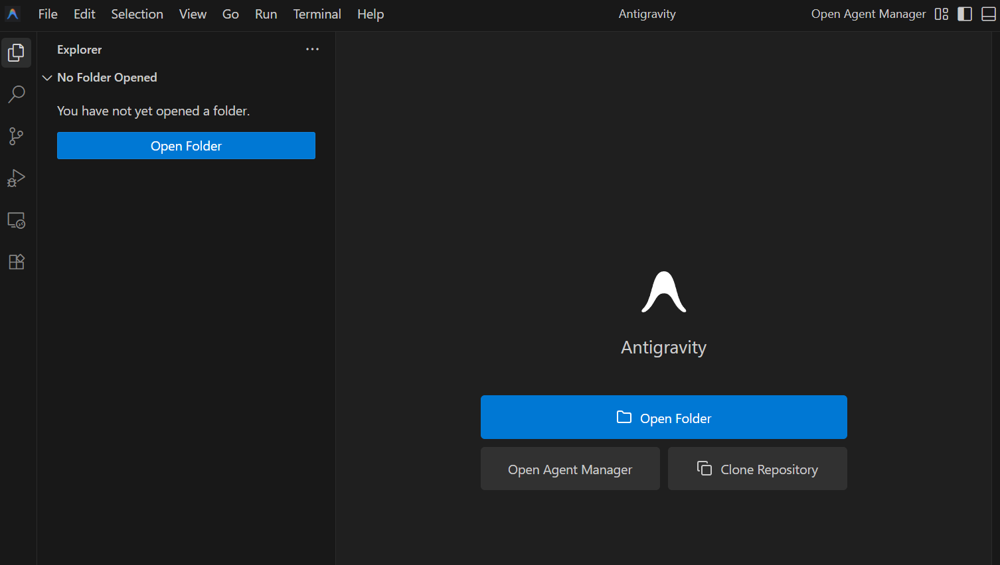 File Edit Selection View Go Run Terminal Help Antigravity Open Agent Manager
Explorer
No Folder Opened
You have not yet opened a folder.
Open Folder
Antigravity
Open Folder
Open Agent Manager Clone Repository